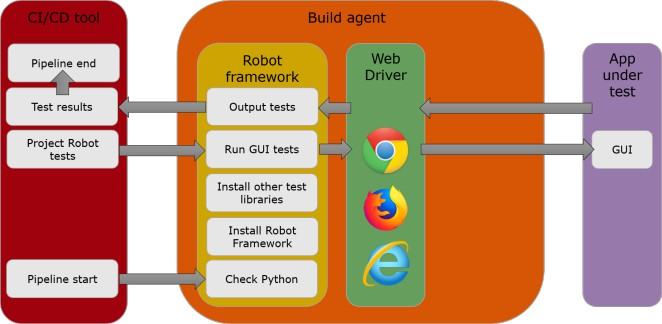 CI/CD tool
Pipeline end
Test results
Project Robot
tests
Pipeline start
Build agent
Robot
framework
Output tests
Run GUI tests
Install other test
libraries
Install Robot
Framework
Check Python
Web
Driver
App
under
test
GUI